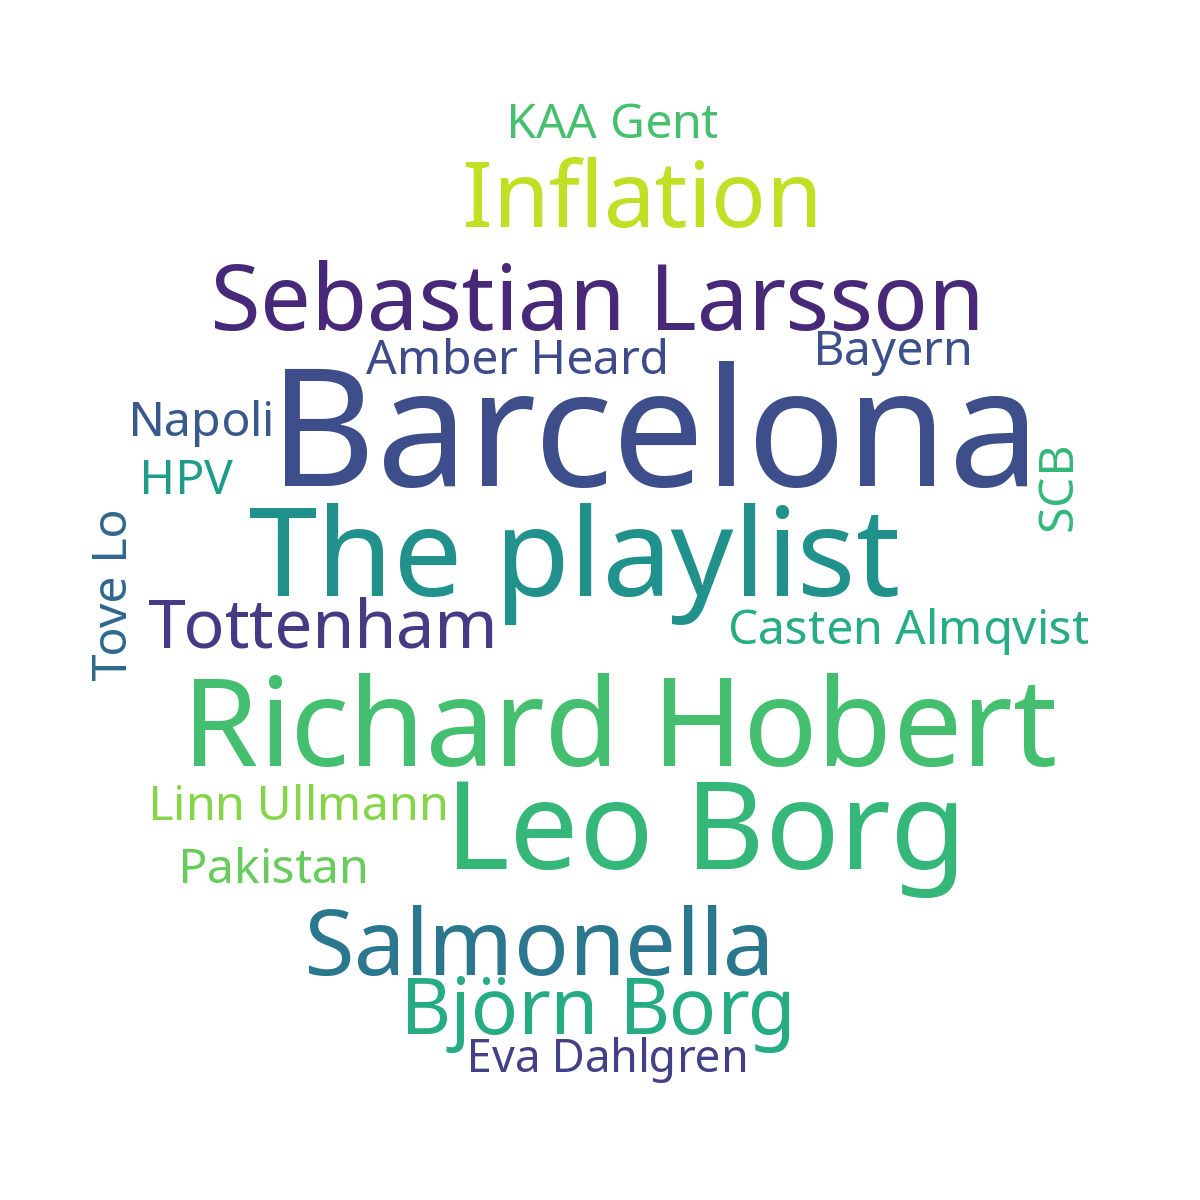 KAA Gent
Inflation
Sebastian Larsson
Amber Heard
Bayern
Barcelona
Napoli
HPV
SCB
The playlist
Tove Lo
Tottenham
Casten Almqvist
Richard Hobert
Linn Ullmann
Leo Borg
Pakistan
Salmonella
Björn Borg
Eva Dahlgren